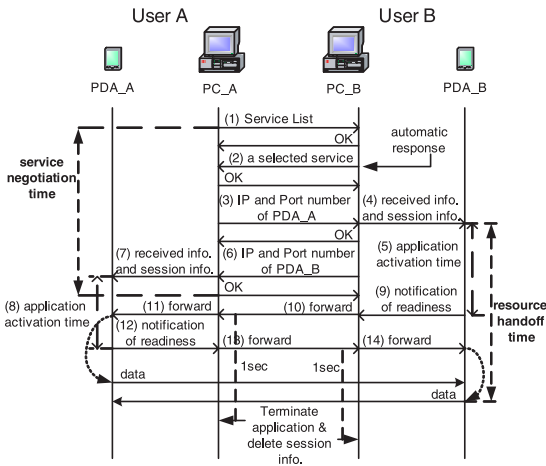 User A
User B
PDA_A
PC_A
PC_B
PDA_B
(1) Service List
OK
automatic
response
(2) a selected service
OK
service
negotiation
time
(3) IP and Port number
of PDA_A
(4) received info.
and session info.
OK
(7) received info.
and session info.
(6) IP and Port number
of PDA_B
(5) application
activation time
OK
(9) notification
of readiness
(8) application
activation time
(11) forward
(10) forward
resource
handoff
time
(12) notification
of readiness
(13) forward
(14) forward
1sec
1sec
data
data
Terminate
application &
delete session
info.